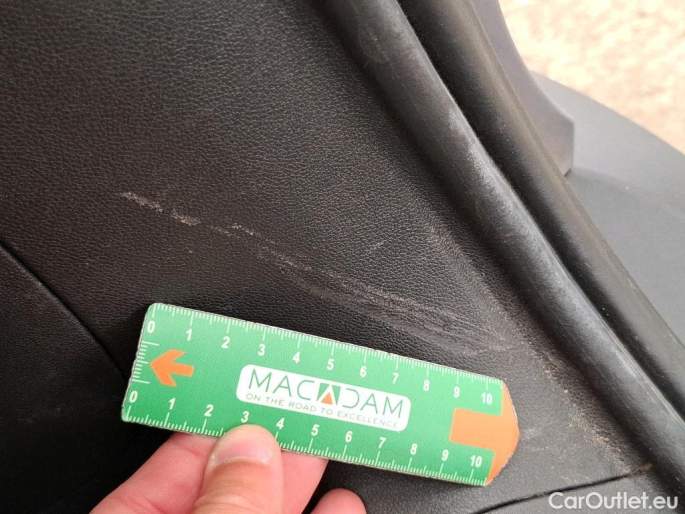 0 1 2 3 4 5 6 7 8 9 10
MACADAM
ON THE ROAD TO EXCELLENCE
0 1 2 3 4 5 6 7 8 9 10
CarOutlet.eu